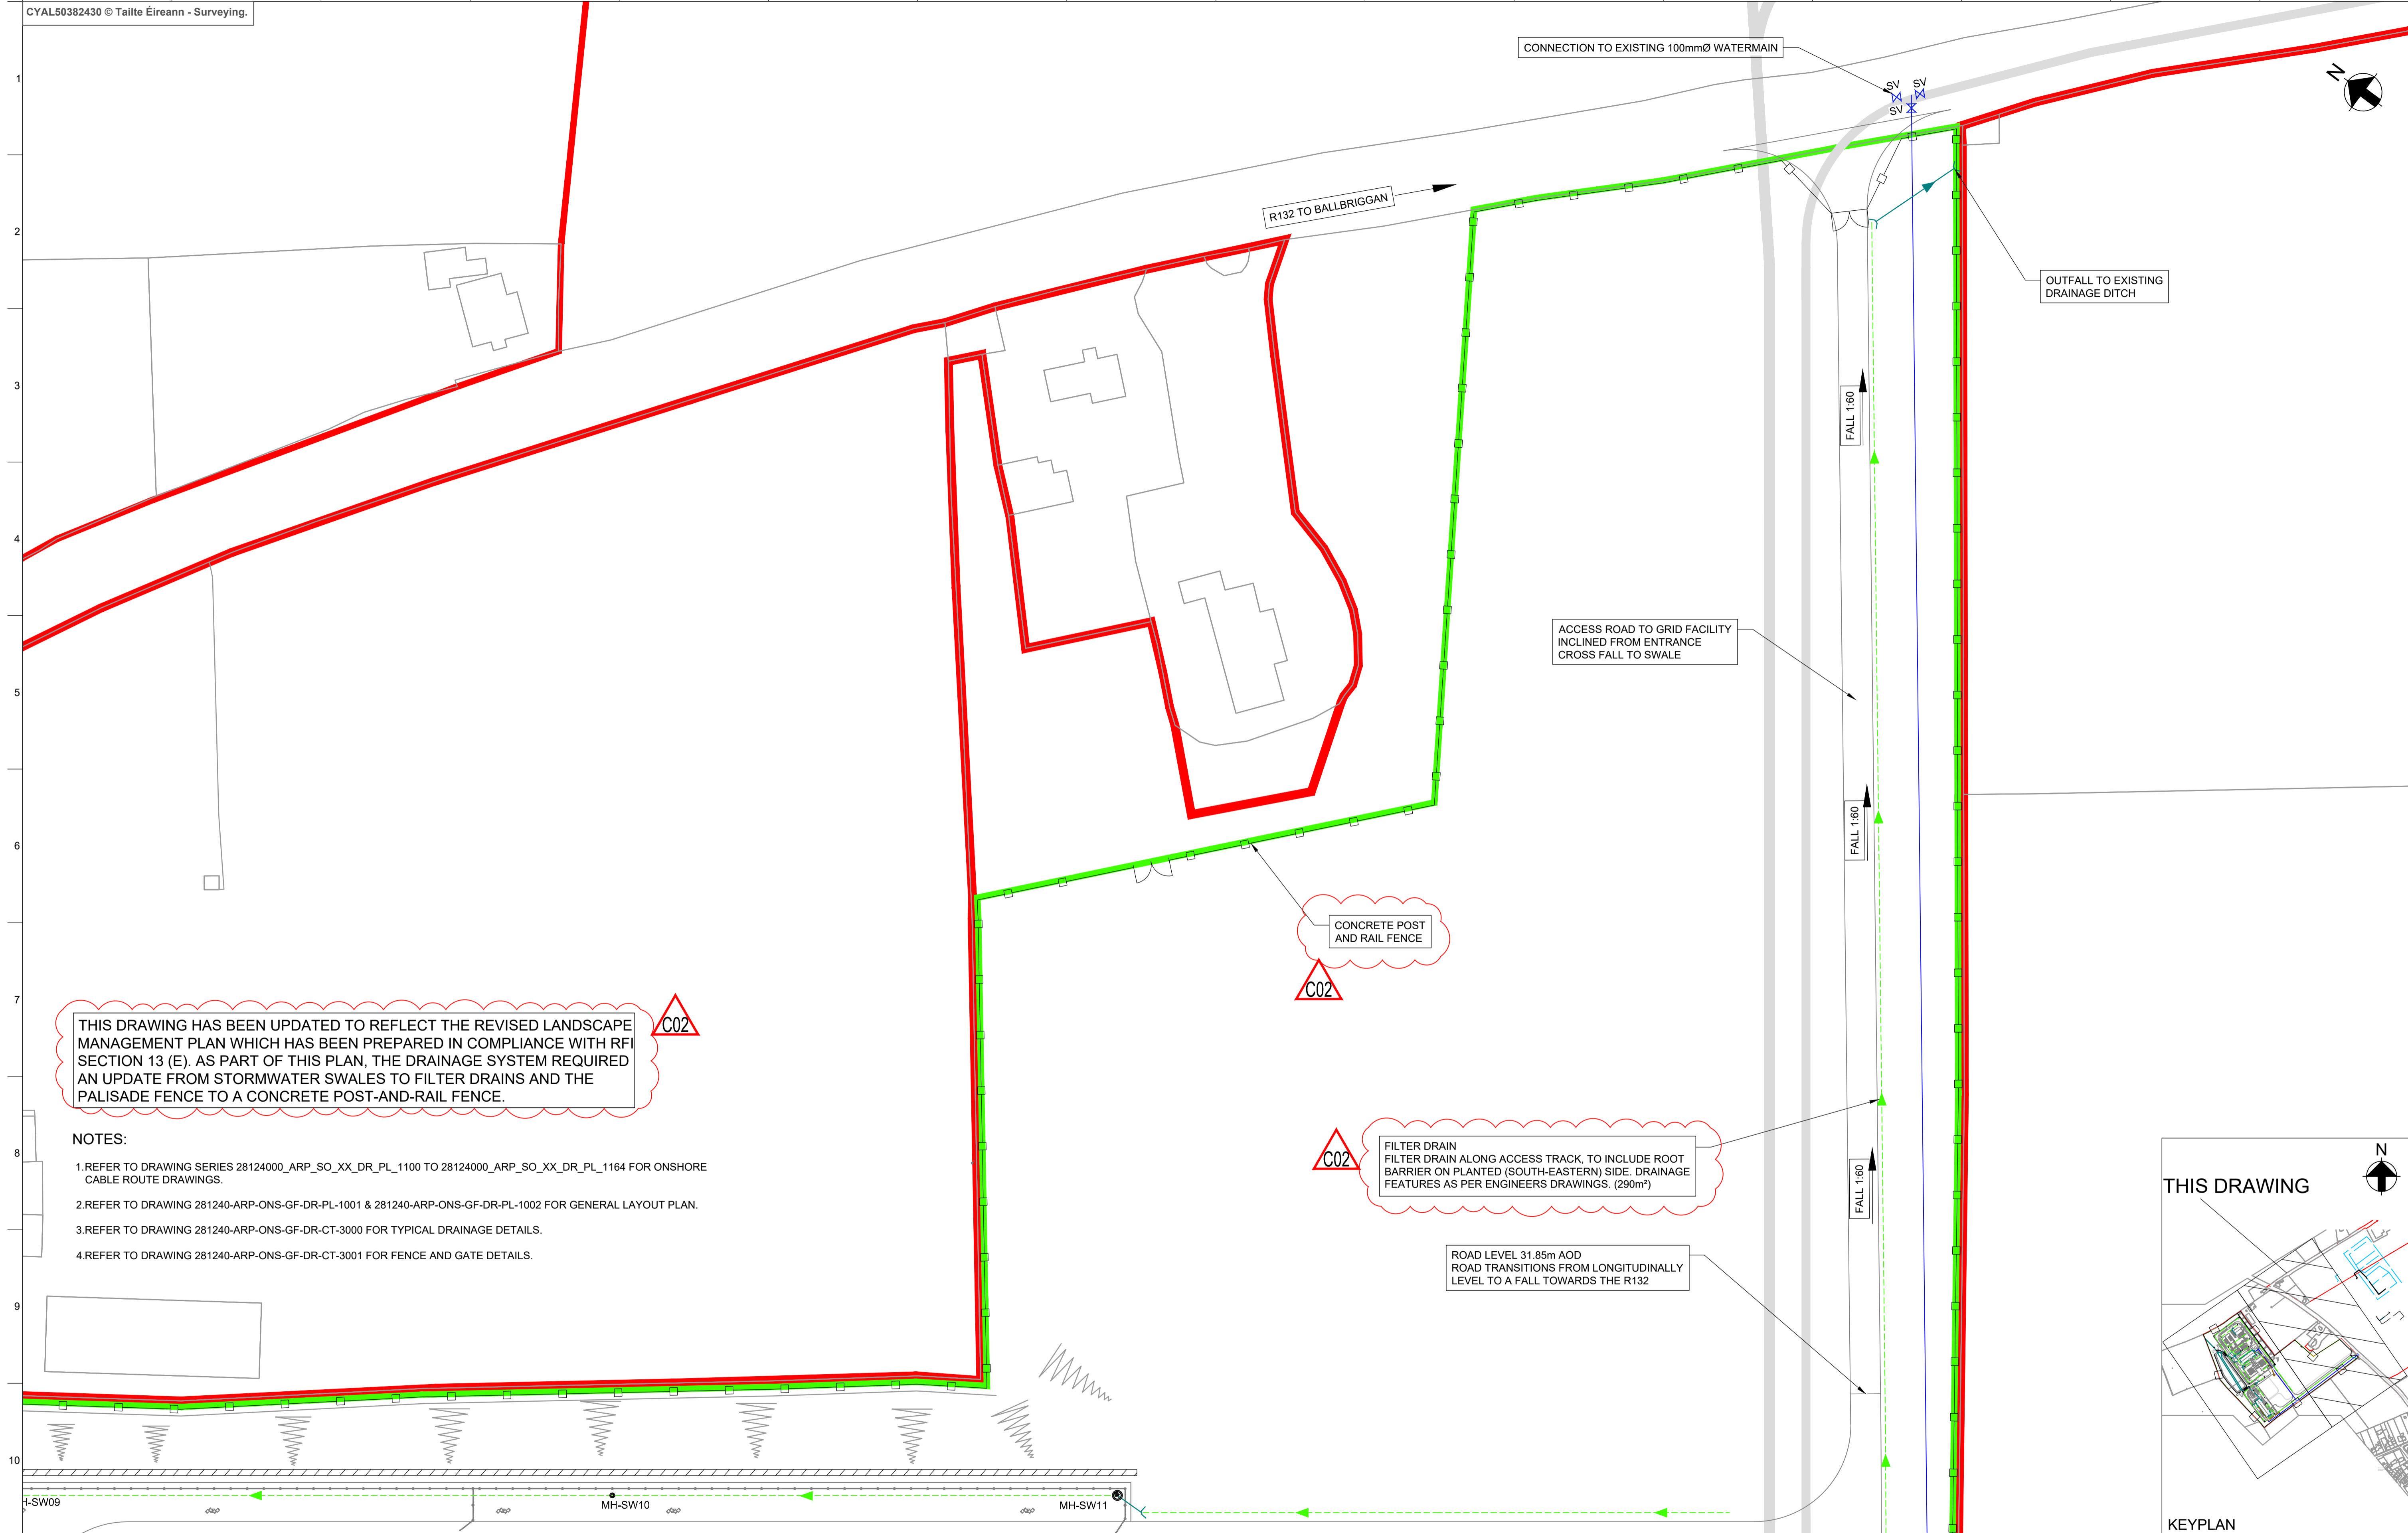 CYAL50382430 © Tailte Éireann - Surveying.
1
2
3
4
5
6
7
8
9
10
CONNECTION TO EXISTING 100mmØ WATERMAIN
SV
SV
SV
N
R132 TO BALLBRIGGAN
OUTFALL TO EXISTING
DRAINAGE DITCH
FALL 1:60
ACCESS ROAD TO GRID FACILITY
INCLINED FROM ENTRANCE
CROSS FALL TO SWALE
FALL 1:60
CONCRETE POST
AND RAIL FENCE
C02
THIS DRAWING HAS BEEN UPDATED TO REFLECT THE REVISED LANDSCAPE
MANAGEMENT PLAN WHICH HAS BEEN PREPARED IN COMPLIANCE WITH RFI
SECTION 13 (E). AS PART OF THIS PLAN, THE DRAINAGE SYSTEM REQUIRED
AN UPDATE FROM STORMWATER SWALES TO FILTER DRAINS AND THE
PALISADE FENCE TO A CONCRETE POST-AND-RAIL FENCE.
C02
NOTES:
1.REFER TO DRAWING SERIES 28124000_ARP_SO_XX_DR_PL_1100 TO 28124000_ARP_SO_XX_DR_PL_1164 FOR ONSHORE
CABLE ROUTE DRAWINGS.
2.REFER TO DRAWING 281240-ARP-ONS-GF-DR-PL-1001 & 281240-ARP-ONS-GF-DR-PL-1002 FOR GENERAL LAYOUT PLAN.
3.REFER TO DRAWING 281240-ARP-ONS-GF-DR-CT-3000 FOR TYPICAL DRAINAGE DETAILS.
4.REFER TO DRAWING 281240-ARP-ONS-GF-DR-CT-3001 FOR FENCE AND GATE DETAILS.
C02
FILTER DRAIN
FILTER DRAIN ALONG ACCESS TRACK, TO INCLUDE ROOT
BARRIER ON PLANTED (SOUTH-EASTERN) SIDE. DRAINAGE
FEATURES AS PER ENGINEERS DRAWINGS. (290m²)
FALL 1:60
ROAD LEVEL 31.85m AOD
ROAD TRANSITIONS FROM LONGITUDINALLY
LEVEL TO A FALL TOWARDS THE R132
N
THIS DRAWING
KEYPLAN
H-SW09
MH-SW10
MH-SW11